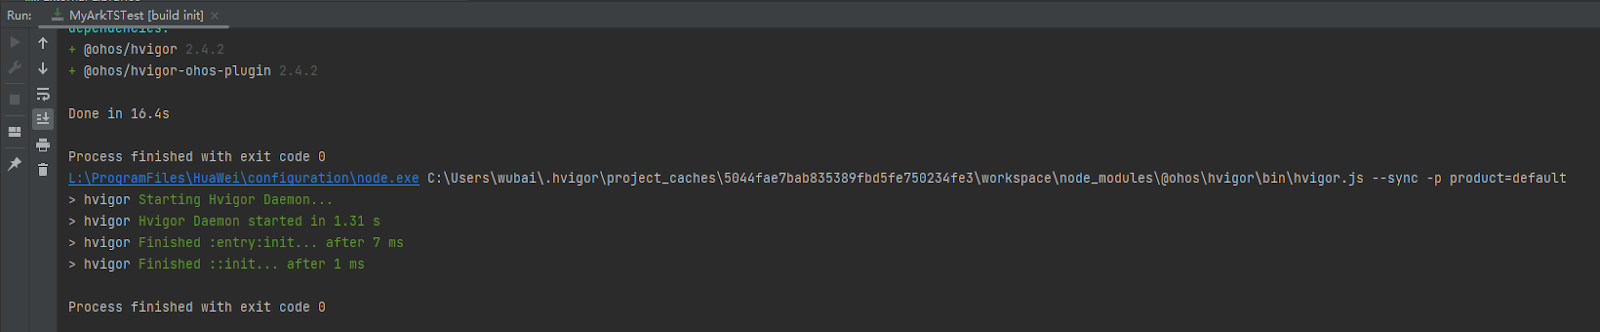 Run: MyArkTSTest [build init]
dependencies:
+ @ohos/hvigor 2.4.2
+ @ohos/hvigor-ohos-plugin 2.4.2
Done in 16.4s
Process finished with exit code 0
L:\ProgramFiles\HuaWei\configuration\node.exe C:\Users\wubai\.hvigor\project_caches\5044fae7bab835389fbd5fe750234fe3\workspace\node_modules\@ohos\hvigor\bin\hvigor.js --sync -p product=default
> hvigor Starting Hvigor Daemon...
> hvigor Hvigor Daemon started in 1.31 s
> hvigor Finished :entry:init... after 7 ms
> hvigor Finished ::init... after 1 ms
Process finished with exit code 0